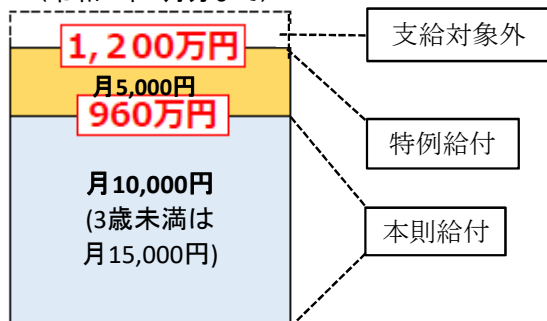 1,200万円
月5,000円
960万円
月10,000円
(3歳未満は
月15,000円)
支給対象外
特例給付
本則給付